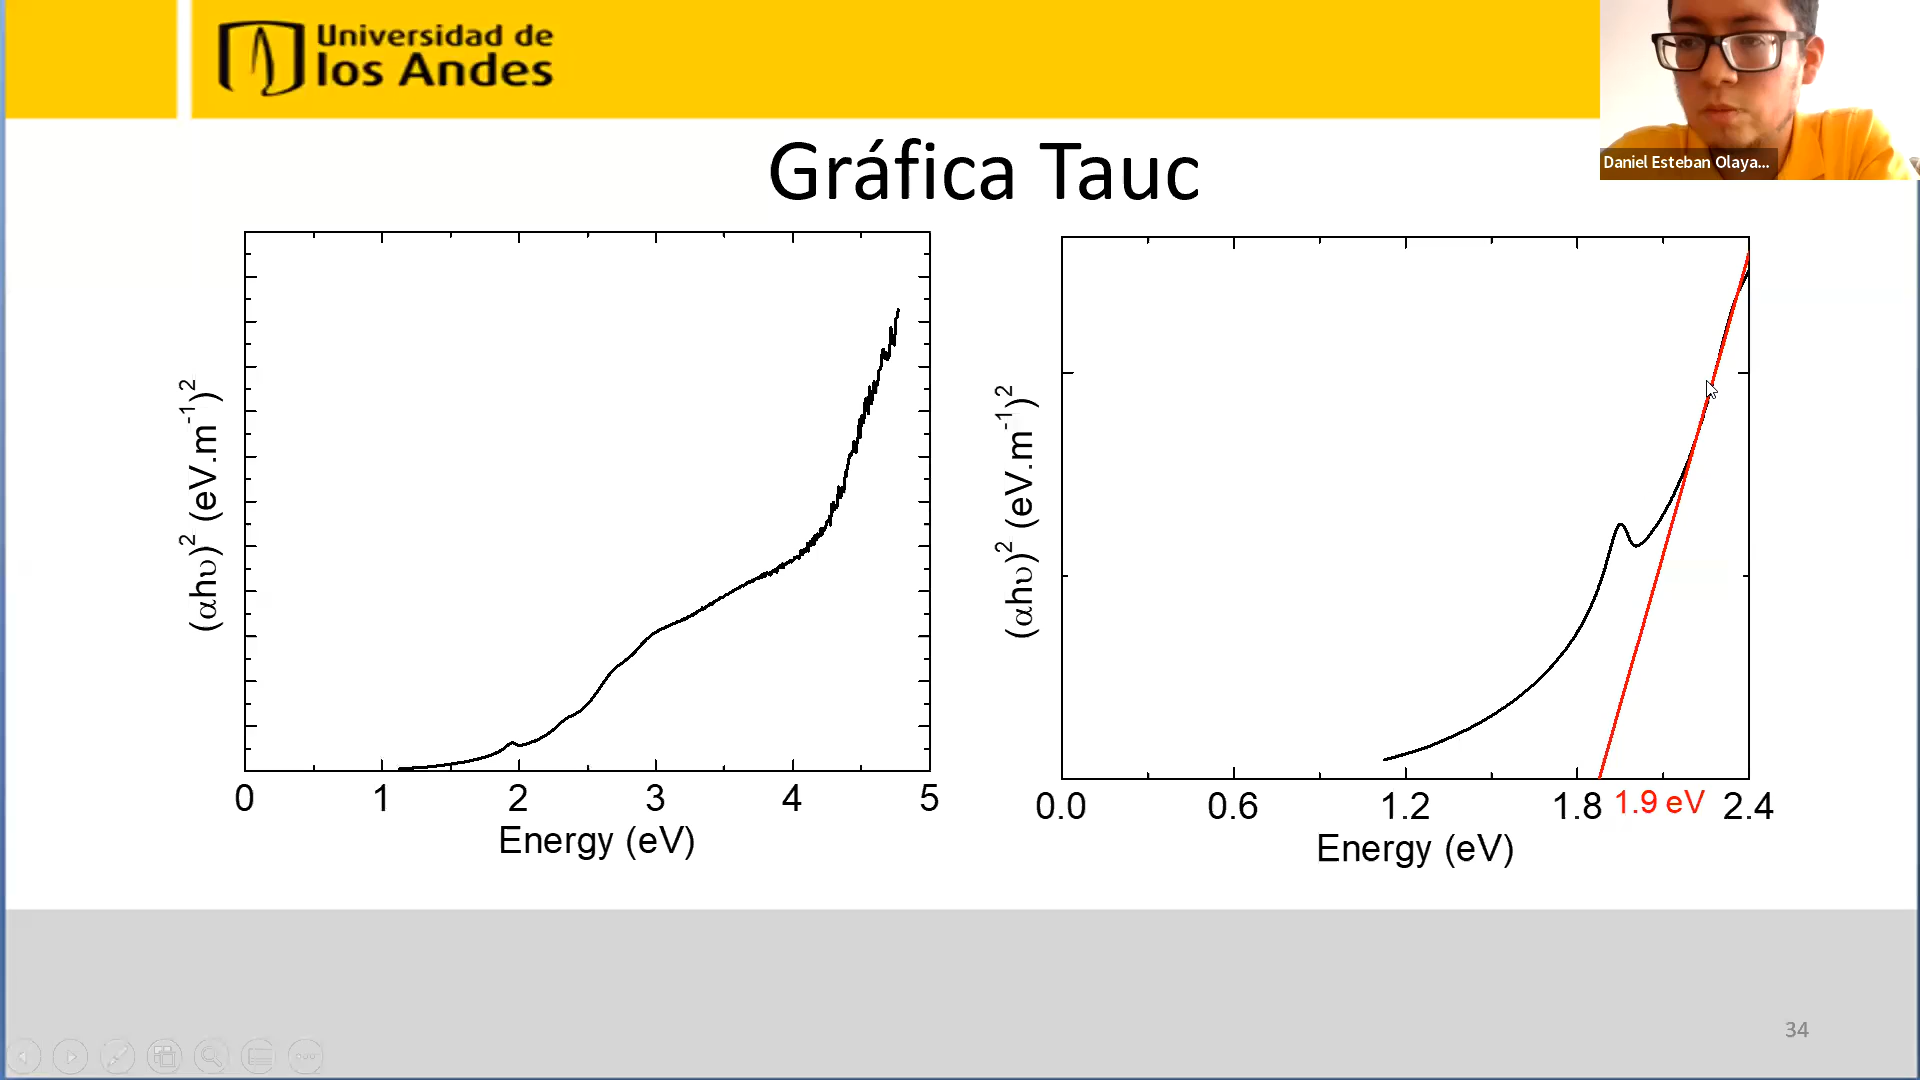 Universidad de
los Andes
Daniel Esteban Olaya...
Gráfica Tauc
(αhυ)² (eV.m⁻¹)²
0 1 2 3 4 5
Energy (eV)
(αhυ)² (eV.m⁻¹)²
0.0 0.6 1.2 1.8 1.9 eV 2.4
Energy (eV)
34